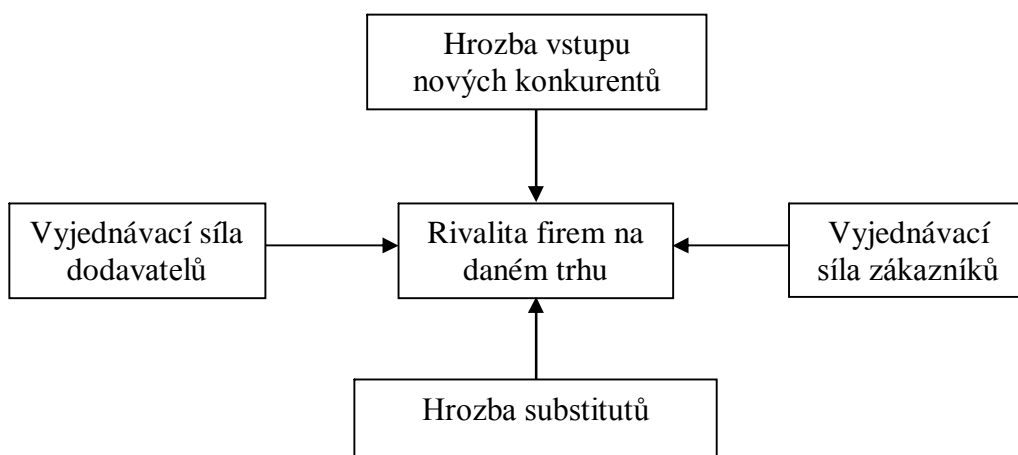 Hrozba vstupu
nových konkurentů
Vyjednávací síla
dodavatelů
Rivalita firem na
daném trhu
Vyjednávací
síla zákazníků
Hrozba substitutů